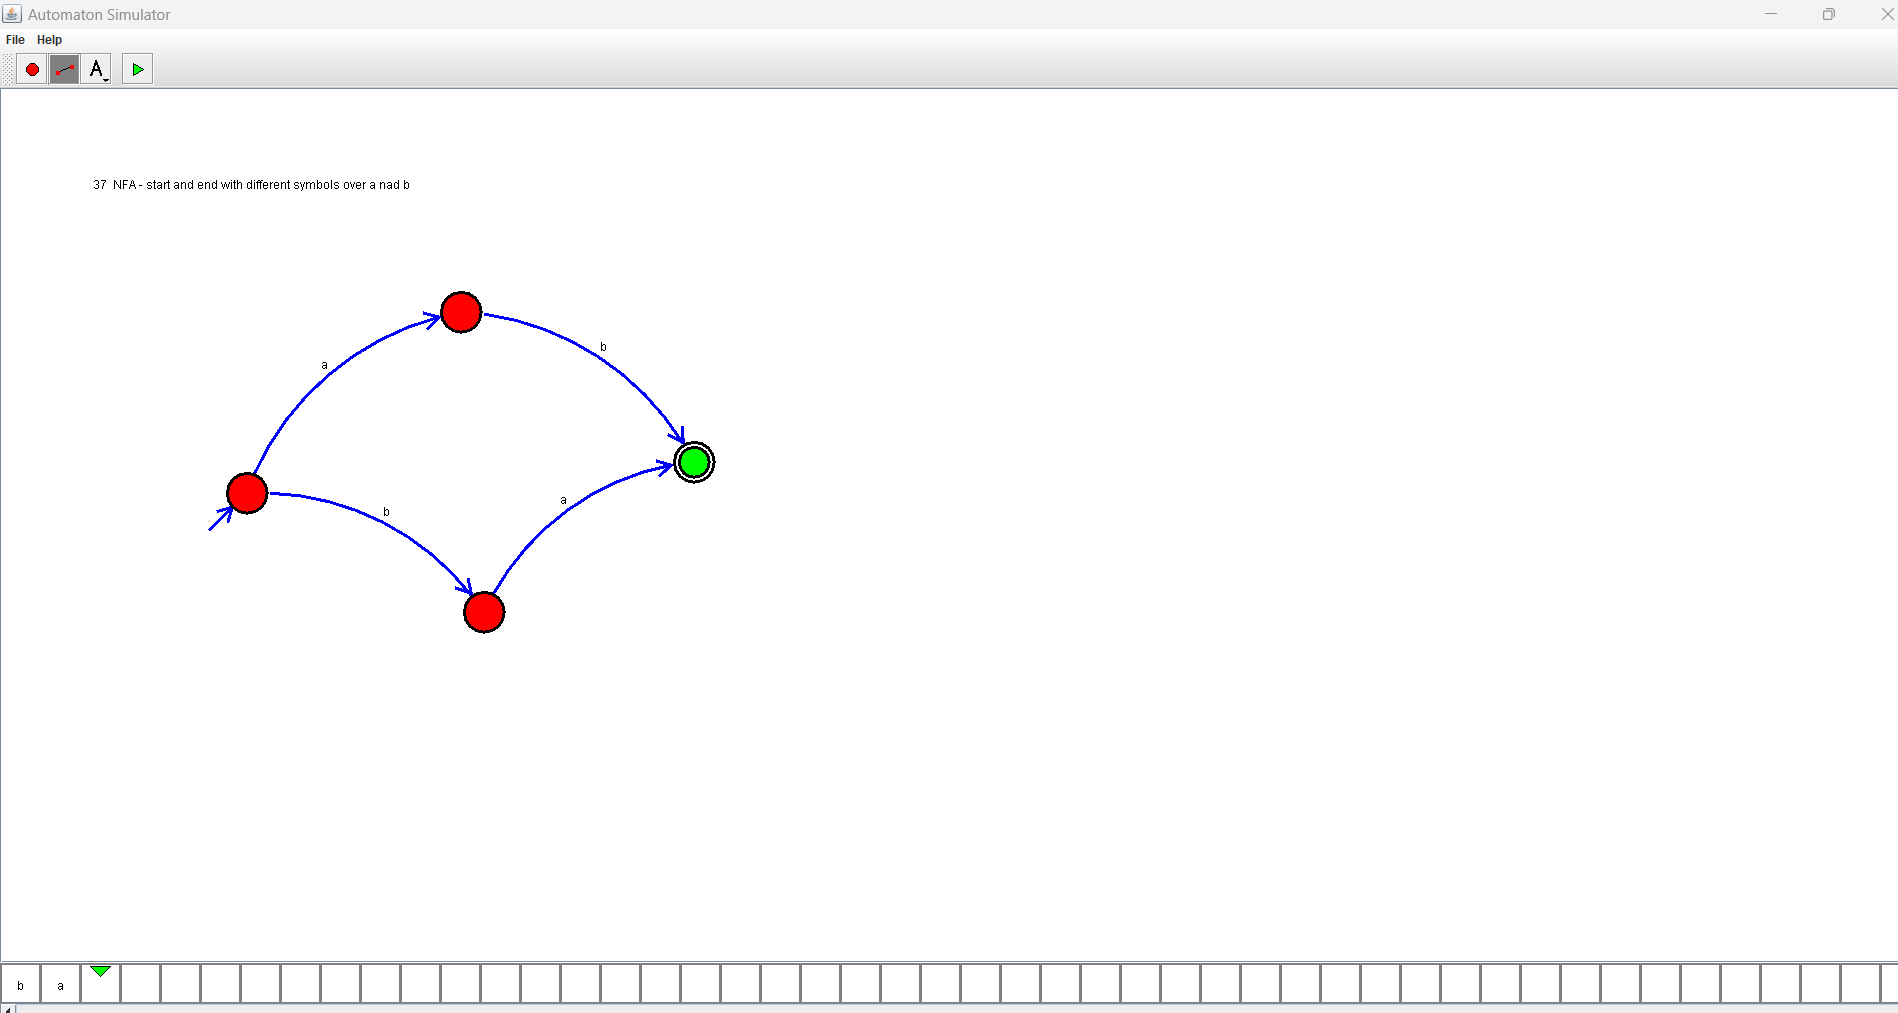 Automaton Simulator
File Help
A
37 NFA - start and end with different symbols over a nad b
a
b
b
a
b a